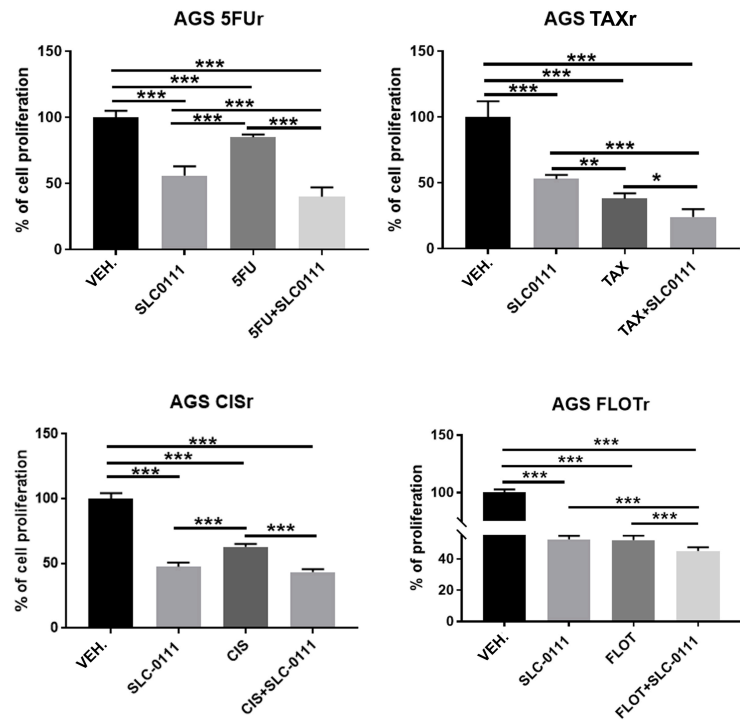 AGS 5FUr
% of cell proliferation
150
100
50
0
***
***
***
***
***
***
VEH.
SLC0111
5FU
5FU+SLC0111
AGS TAXr
% of cell proliferation
150
100
50
0
***
***
***
***
**
*
VEH.
SLC0111
TAX
TAX+SLC0111
AGS CISr
% of cell proliferation
150
100
50
0
***
***
***
***
***
VEH.
SLC-0111
CIS
CIS+SLC-0111
AGS FLOTr
% of proliferation
150
100
40
20
0
***
***
***
***
***
VEH.
SLC-0111
FLOT
FLOT+SLC-0111